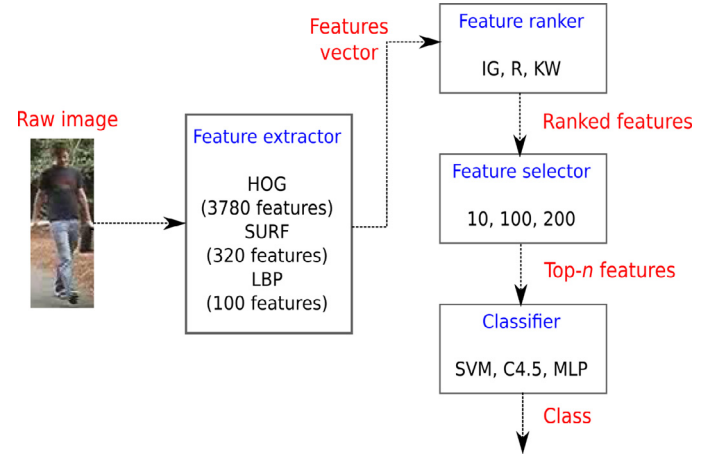 Raw image
Feature extractor
HOG
(3780 features)
SURF
(320 features)
LBP
(100 features)
Features
vector
Feature ranker
IG, R, KW
Ranked features
Feature selector
10, 100, 200
Top-n features
Classifier
SVM, C4.5, MLP
Class